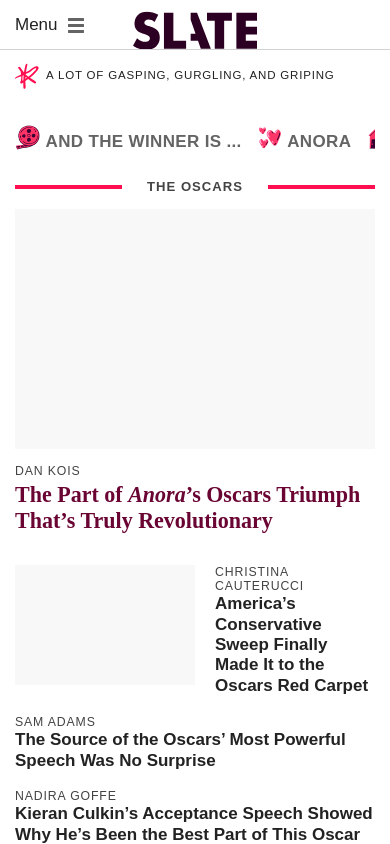 Menu
SLATE
A LOT OF GASPING, GURGLING, AND GRIPING
AND THE WINNER IS ... ANORA
THE OSCARS
DAN KOIS
The Part of Anora’s Oscars Triumph
That’s Truly Revolutionary
CHRISTINA
CAUTERUCCI
America’s
Conservative
Sweep Finally
Made It to the
Oscars Red Carpet
SAM ADAMS
The Source of the Oscars’ Most Powerful
Speech Was No Surprise
NADIRA GOFFE
Kieran Culkin’s Acceptance Speech Showed
Why He’s Been the Best Part of This Oscar